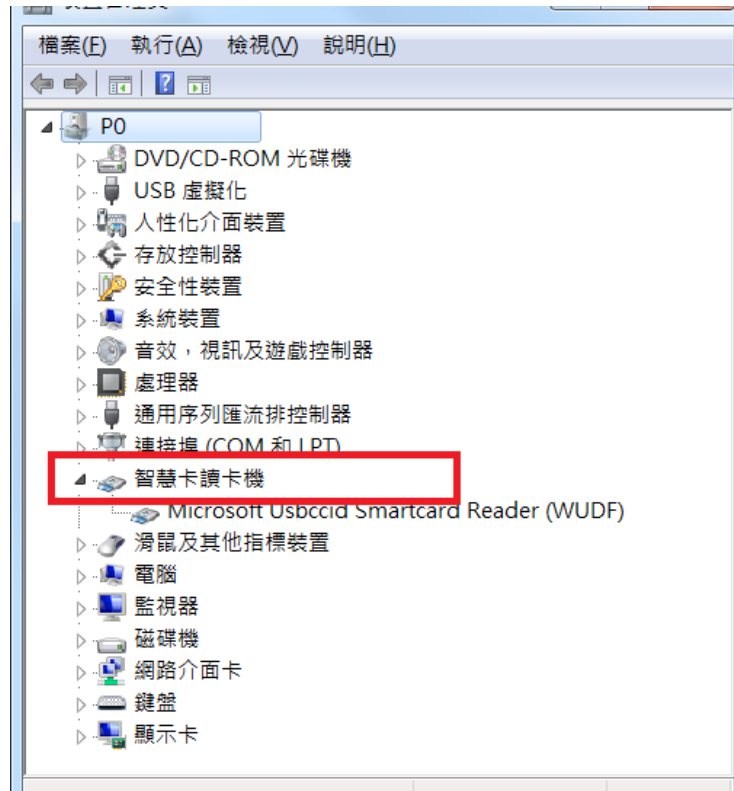 檔案(F) 執行(A) 檢視(V) 說明(H)
P0
DVD/CD-ROM 光碟機
USB 虛擬化
人性化介面裝置
存放控制器
安全性裝置
系統裝置
音效，視訊及遊戲控制器
處理器
通用序列匯流排控制器
連接埠 (COM 和 LPT)
智慧卡讀卡機
Microsoft Usbccid Smartcard Reader (WUDF)
滑鼠及其他指標裝置
電腦
監視器
磁碟機
網路介面卡
鍵盤
顯示卡